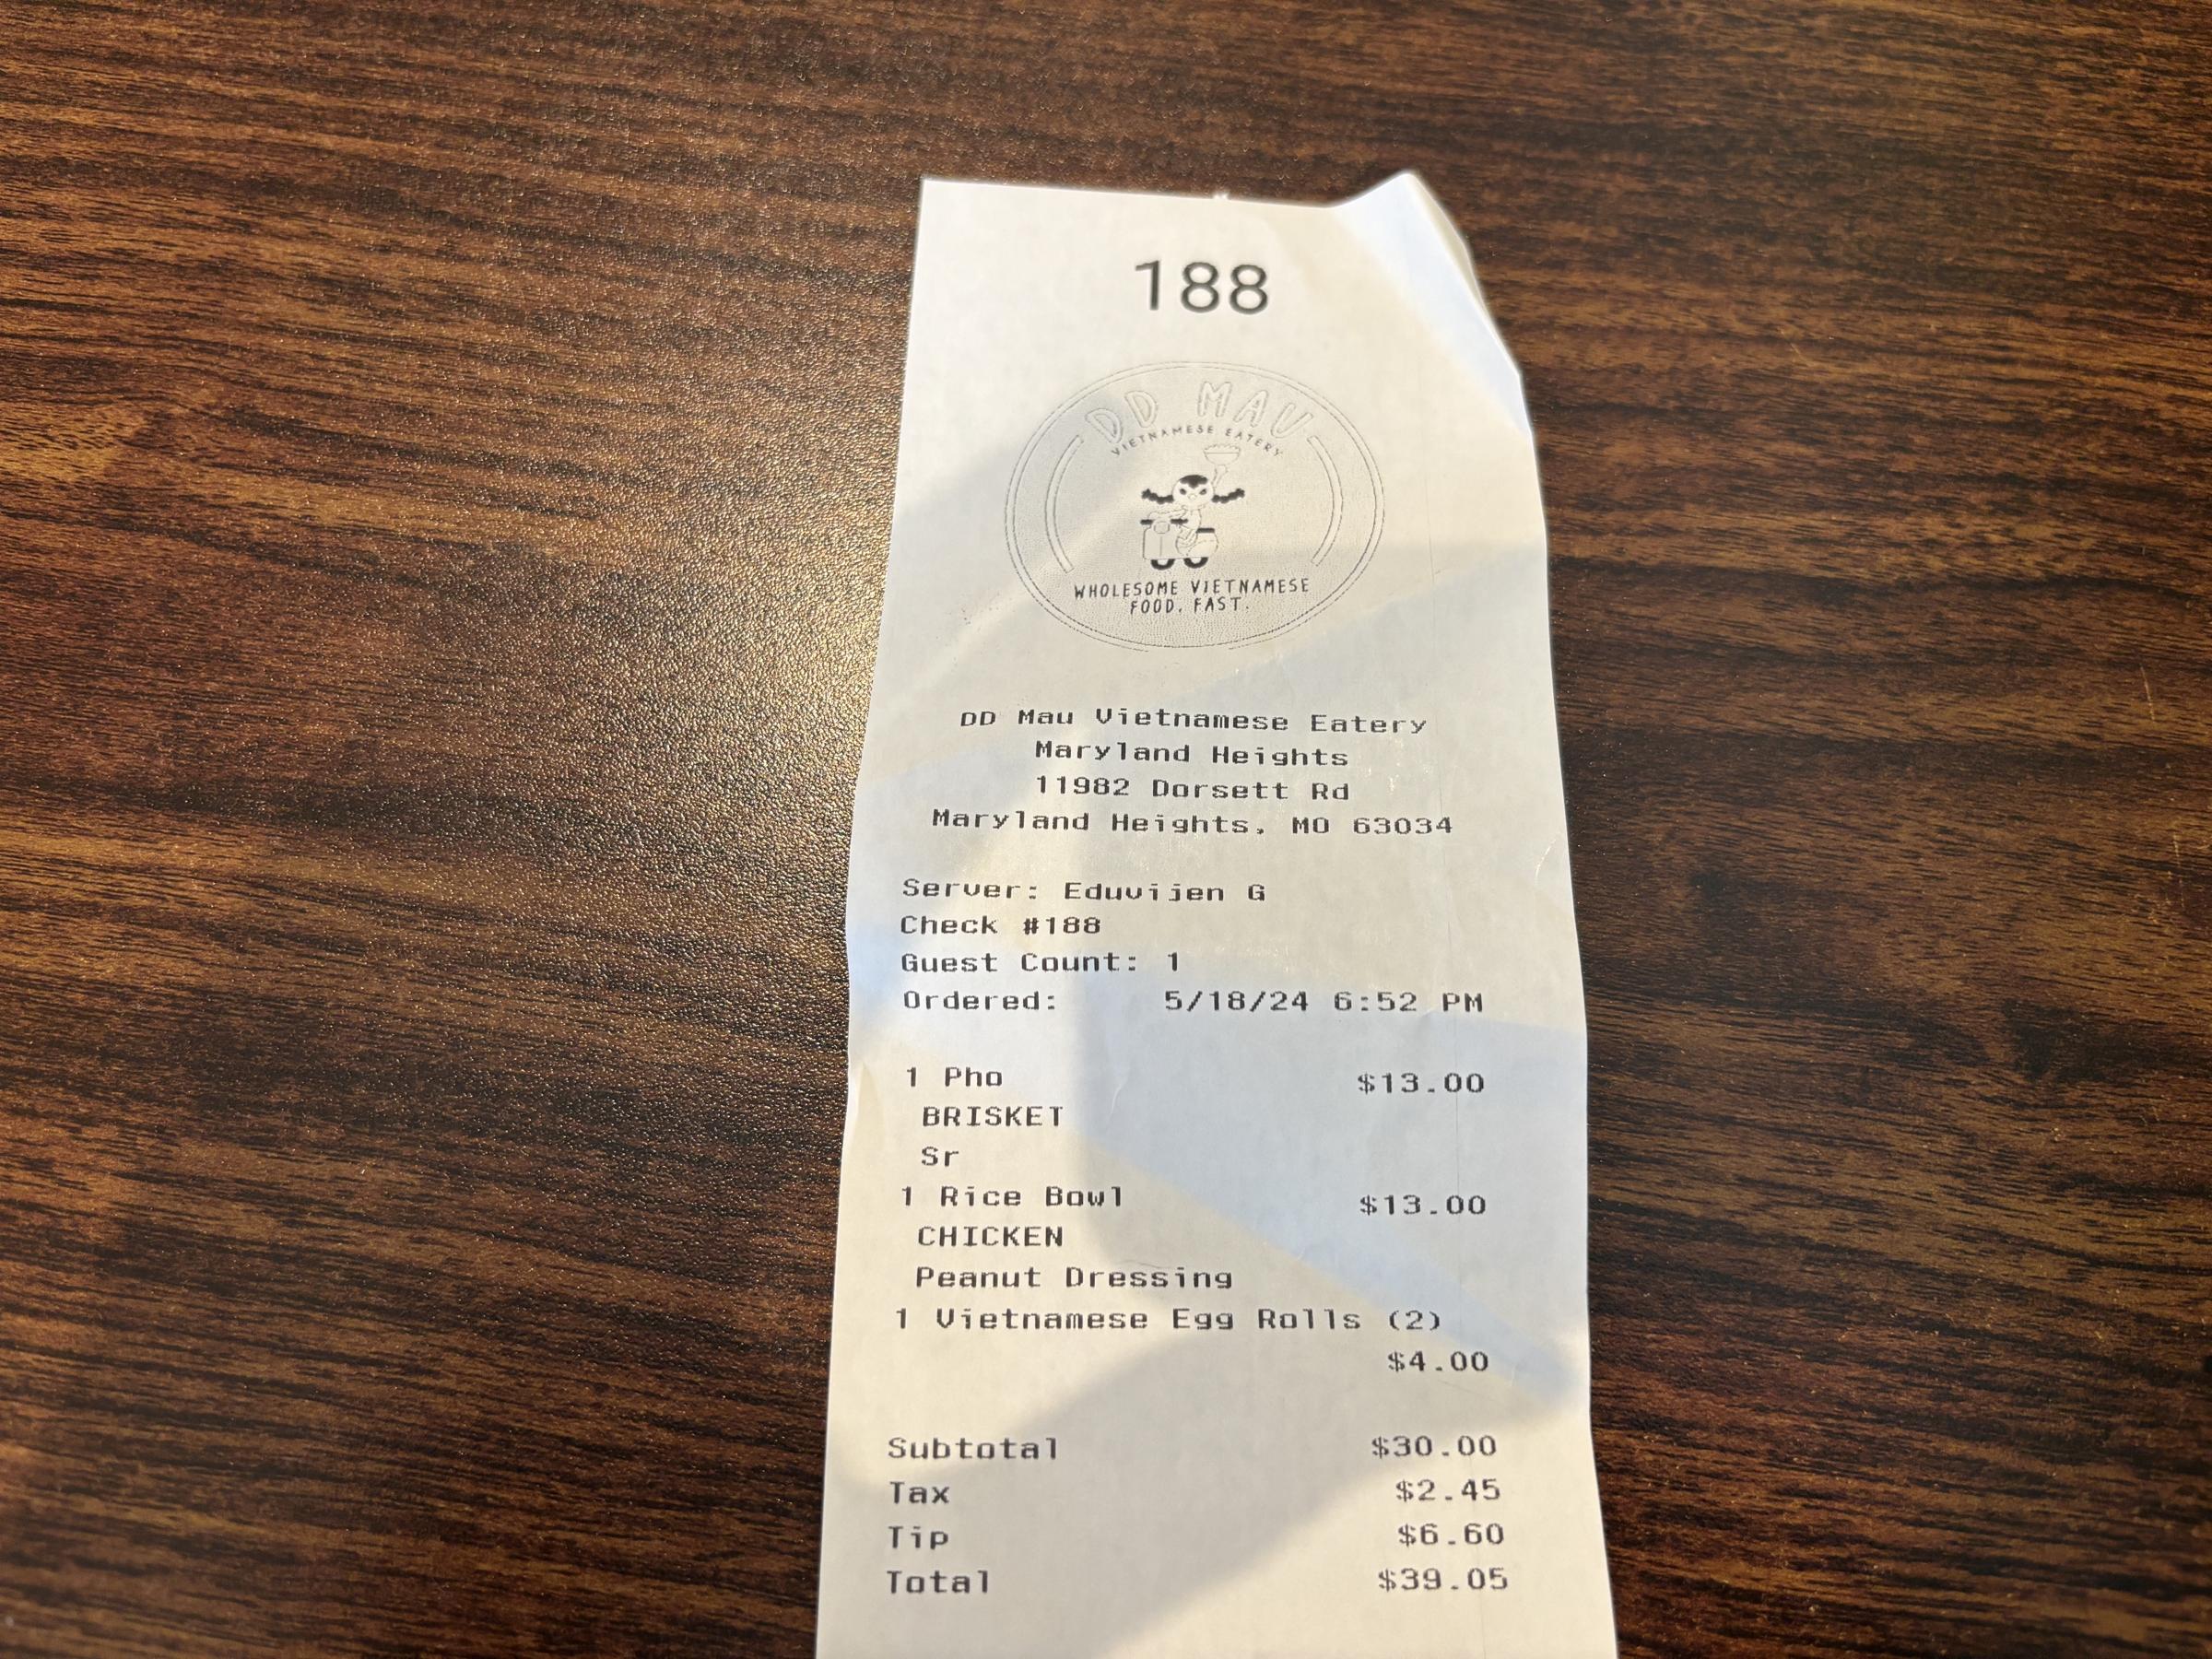 188
DD MAU
VIETNAMESE EATERY
WHOLESOME VIETNAMESE
FOOD. FAST.
DD Mau Vietnamese Eatery
Maryland Heights
11982 Dorsett Rd
Maryland Heights, MO 63034
Server: Eduvijen G
Check #188
Guest Count: 1
Ordered: 5/18/24 6:52 PM
1 Pho $13.00
BRISKET
Sr
1 Rice Bowl $13.00
CHICKEN
Peanut Dressing
1 Vietnamese Egg Rolls (2)
$4.00
Subtotal $30.00
Tax $2.45
Tip $6.60
Total $39.05